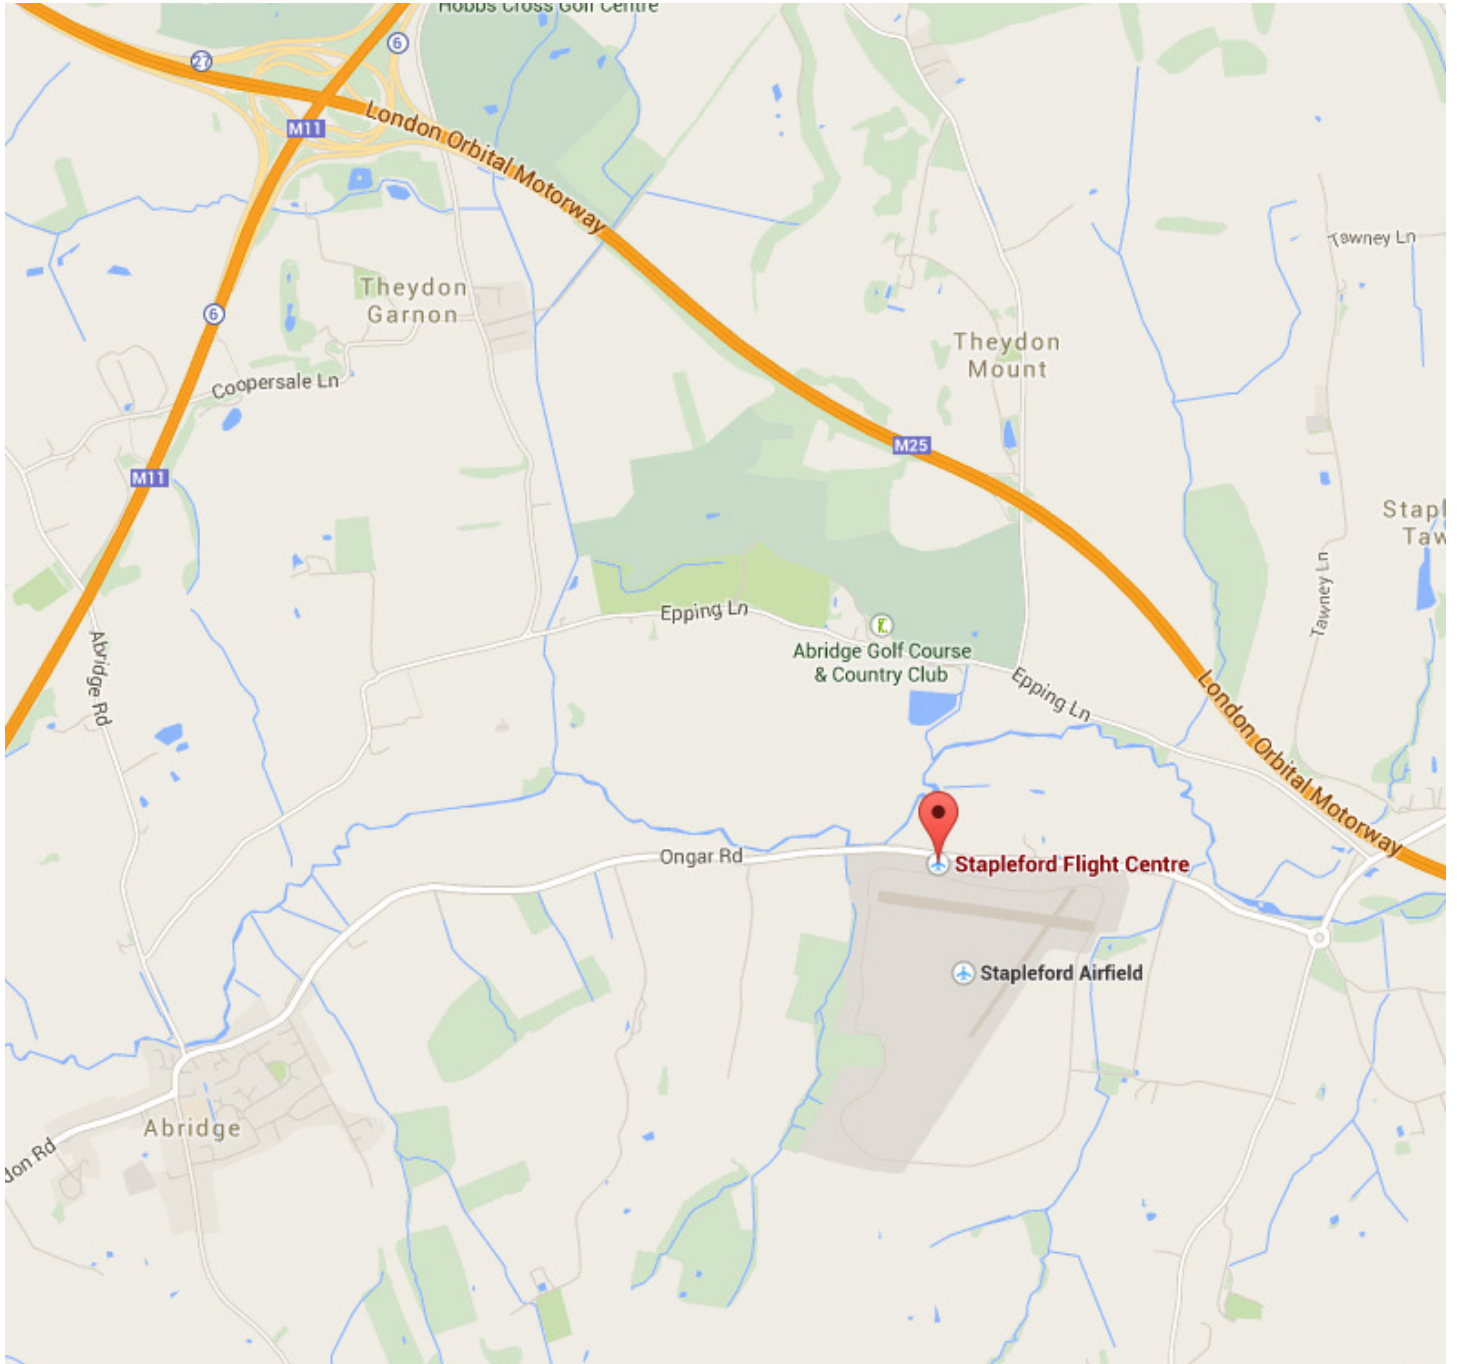 Hobbs Cross Golf Centre
6
27
M11
London Orbital Motorway
Tawney Ln
Theydon
Garnon
6
Theydon
Mount
Coopersale Ln
M25
M11
Stapl
Taw
Tawney Ln
Epping Ln
Abridge Golf Course
& Country Club
Abridge Rd
Epping Ln
London Orbital Motorway
Ongar Rd
Stapleford Flight Centre
Stapleford Airfield
Abridge
don Rd